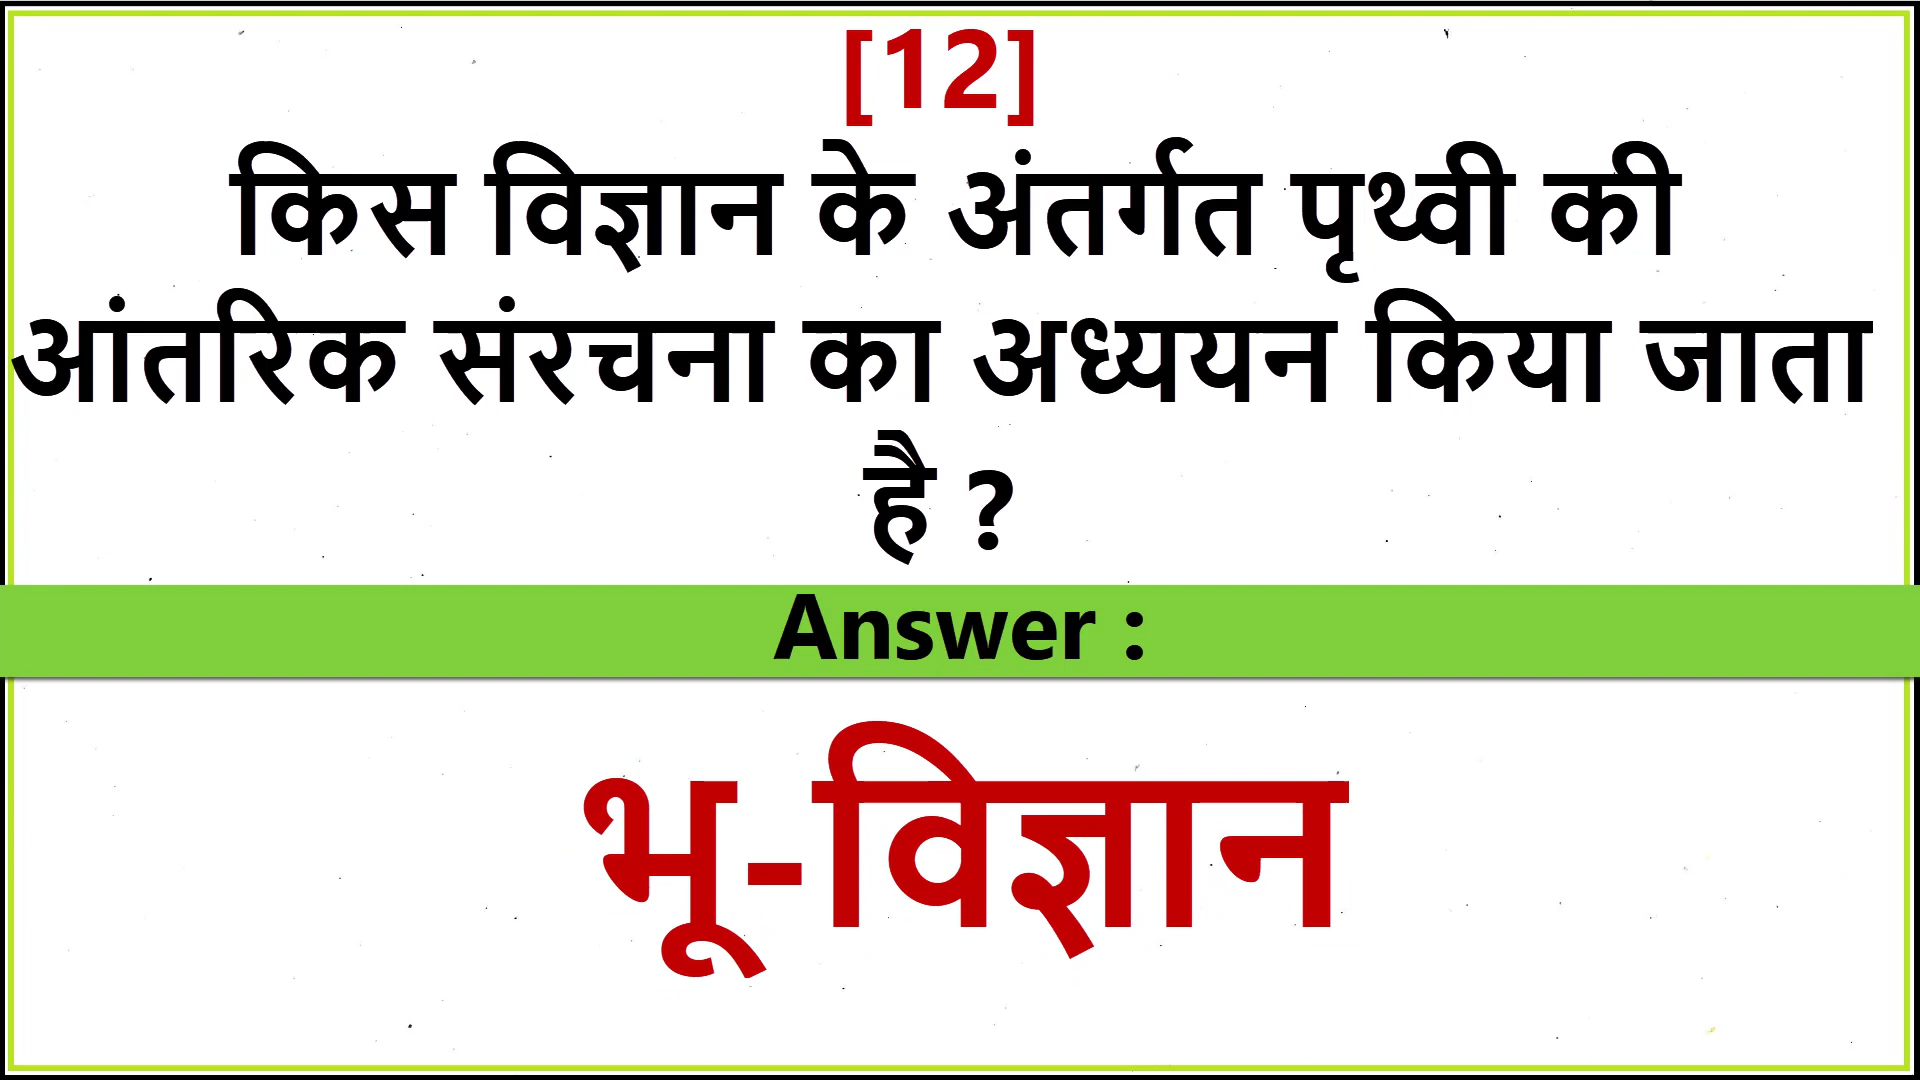 [12]
किस विज्ञान के अंतर्गत पृथ्वी की
आंतरिक संरचना का अध्ययन किया जाता
है ?
Answer :
भू-विज्ञान